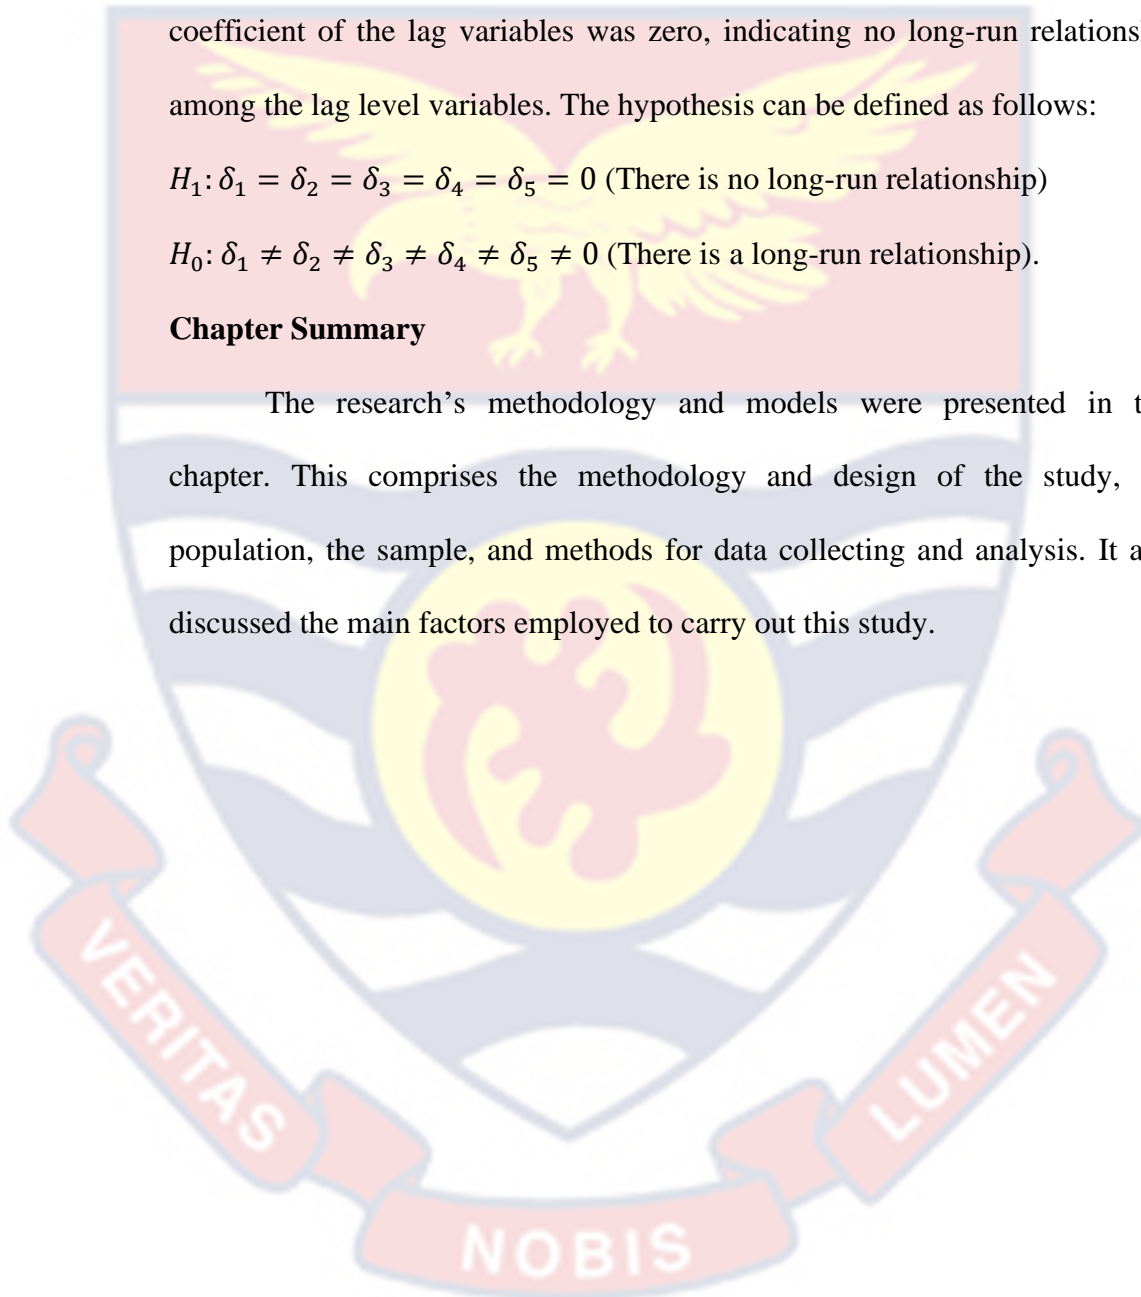 coefficient of the lag variables was zero, indicating no long-run relations
among the lag level variables. The hypothesis can be defined as follows:
𝐻₁: 𝛿₁ = 𝛿₂ = 𝛿₃ = 𝛿₄ = 𝛿₅ = 0 (There is no long-run relationship)
𝐻₀: 𝛿₁ ≠ 𝛿₂ ≠ 𝛿₃ ≠ 𝛿₄ ≠ 𝛿₅ ≠ 0 (There is a long-run relationship).
Chapter Summary
The research’s methodology and models were presented in t
chapter. This comprises the methodology and design of the study,
population, the sample, and methods for data collecting and analysis. It a
discussed the main factors employed to carry out this study.
VERITAS
NOBIS
LUMEN